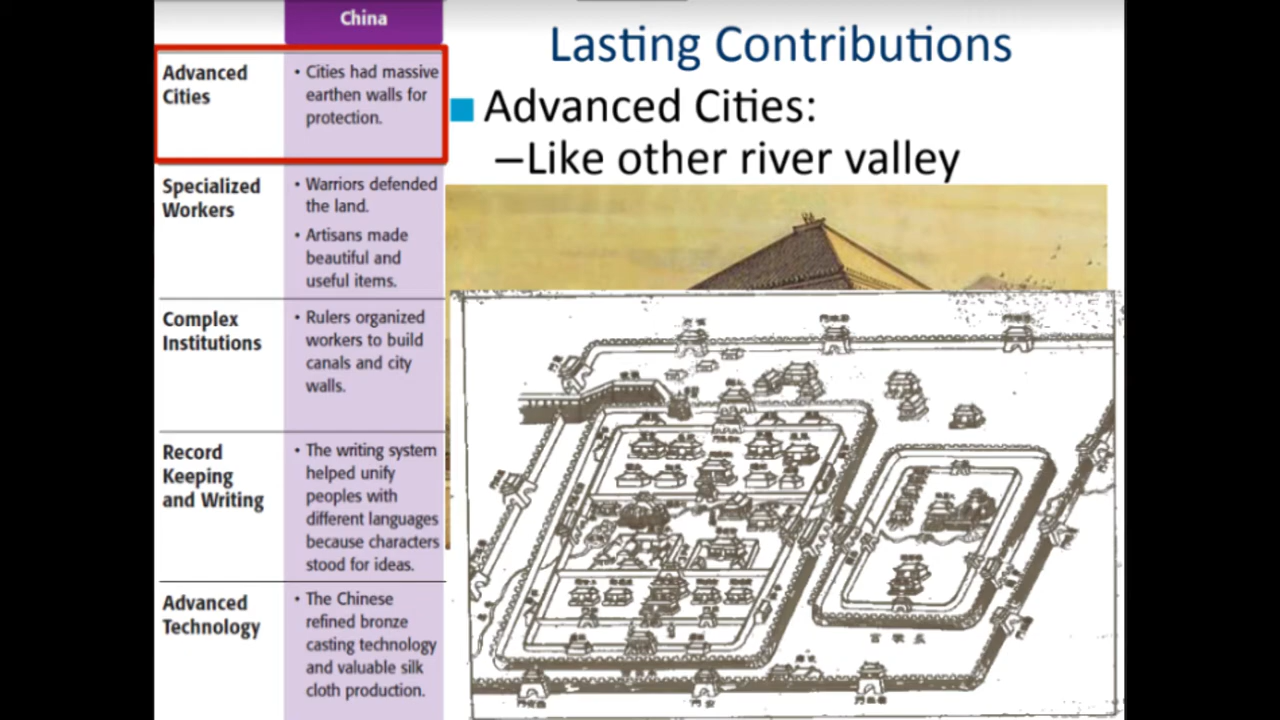 China
Lasting Contributions
Advanced
Cities
• Cities had massive
earthen walls for
protection.
Advanced Cities:
–Like other river valley
Specialized
Workers
• Warriors defended
the land.
• Artisans made
beautiful and
useful items.
Complex
Institutions
• Rulers organized
workers to build
canals and city
walls.
Record
Keeping
and Writing
• The writing system
helped unify
peoples with
different languages
because characters
stood for ideas.
Advanced
Technology
• The Chinese
refined bronze
casting technology
and valuable silk
cloth production.